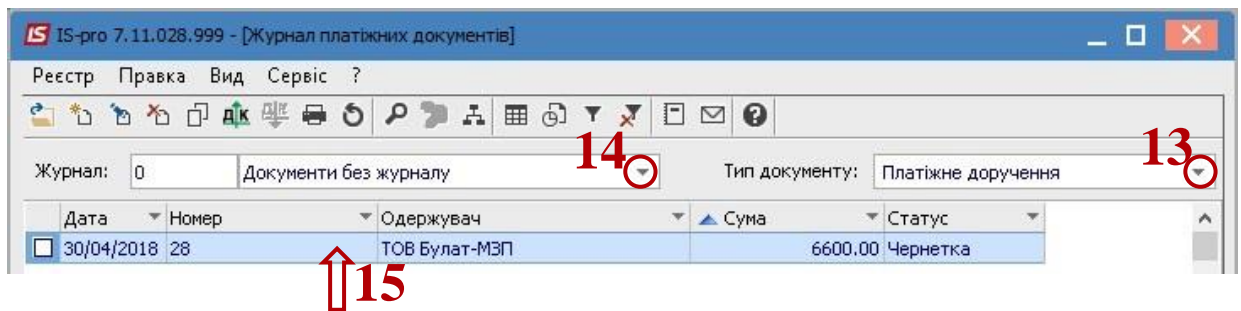 IS IS-pro 7.11.028.999 - [Журнал платіжних документів]
Реєстр Правка Вид Сервіс ?
Журнал: 0 Документи без журналу 14 Тип документу: Платіжне доручення 13
Дата Номер Одержувач Сума Статус
30/04/2018 28 ТОВ Булат-МЗП 6600.00 Чернетка
15